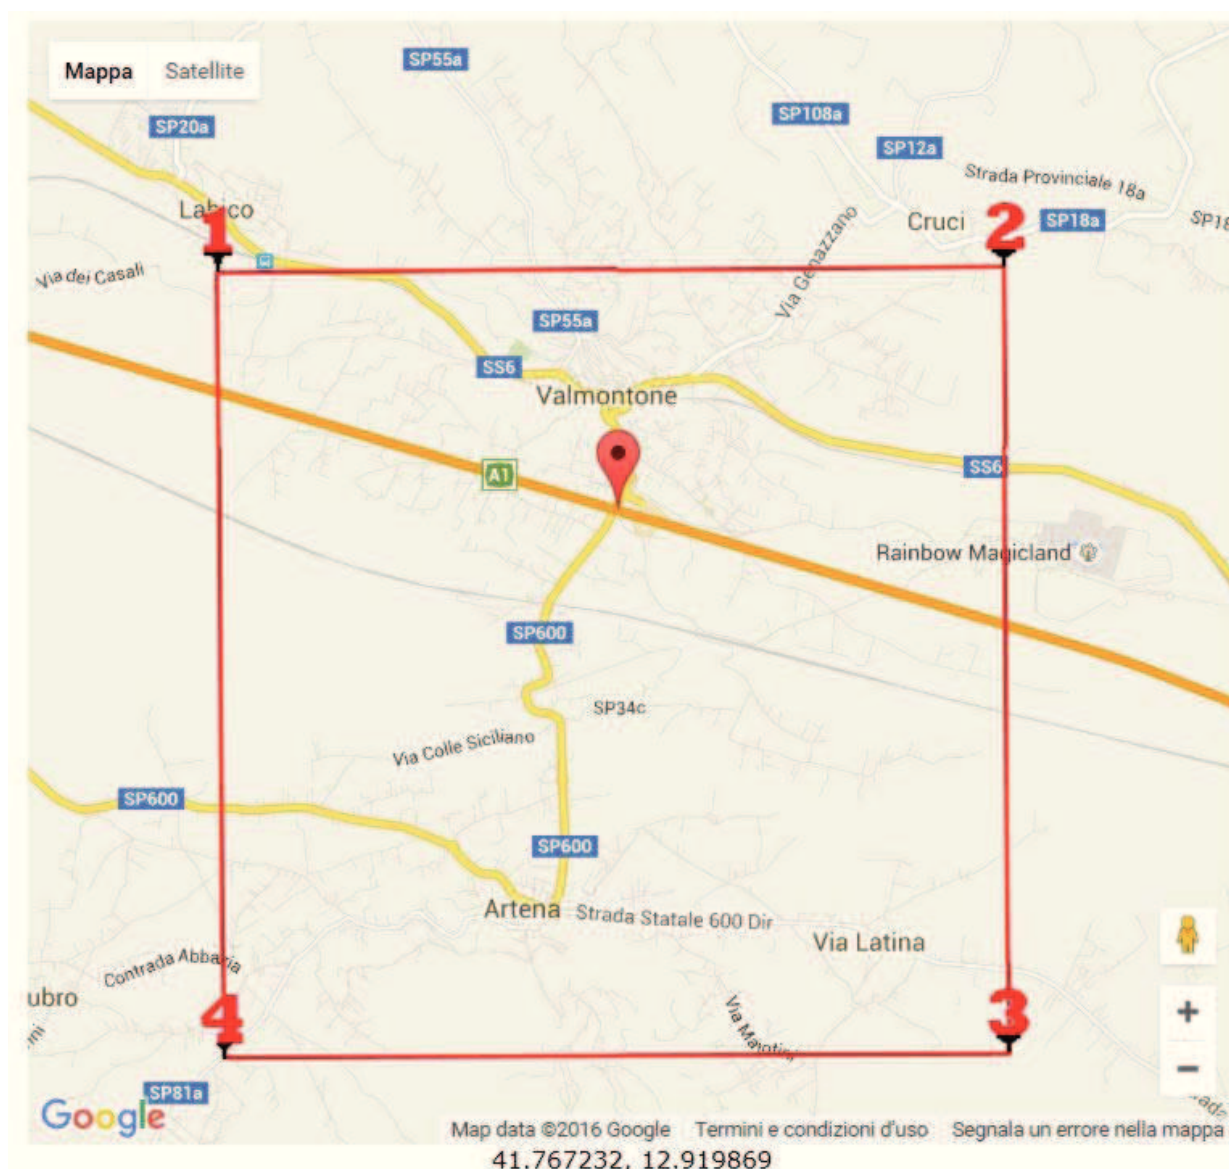 Mappa Satellite
SP55a
SP20a
SP108a
SP12a
Strada Provinciale 18a
Labico
1
Cruci
2
SP18a
SP18
Via dei Casali
Via Genazzano
SP55a
SS6
Valmontone
A1
SS6
Rainbow Magicland
SP600
SP34c
Via Colle Siciliano
SP600
SP600
Artena
Strada Statale 600 Dir
Via Latina
Contrada Abbazia
ubro
4
3
ni
SP81a
Google
Map data ©2016 Google Termini e condizioni d'uso Segnala un errore nella mappa
41.767232, 12.919869